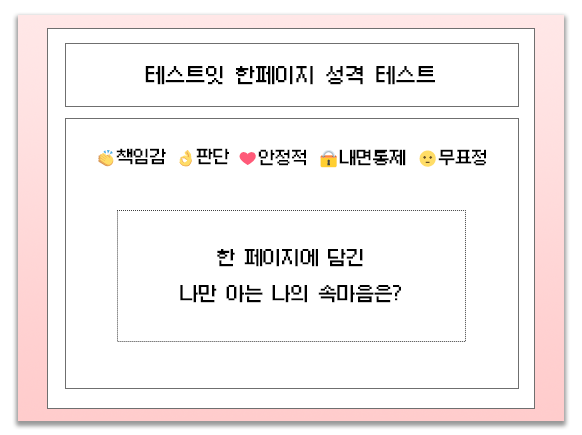 테스트잇 한페이지 성격 테스트
👏책임감 👌판단 ❤️안정적 🔒내면통제 😐무표정
한 페이지에 담긴
나만 아는 나의 속마음은?